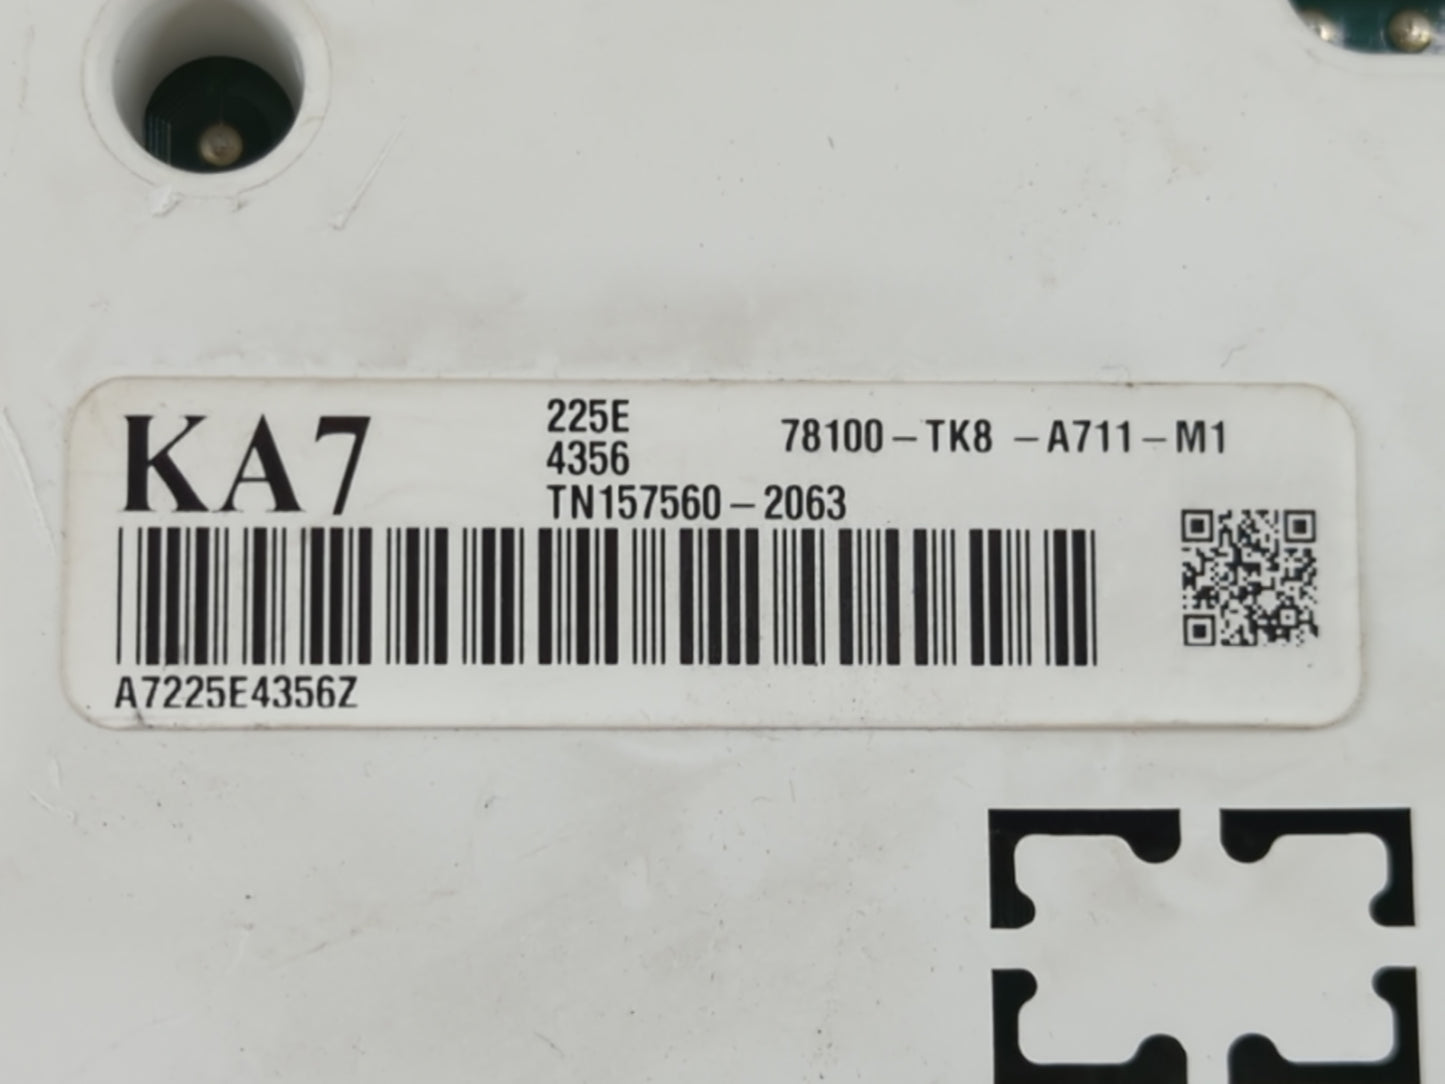 KA7
225E
4356
TN157560-2063
78100-TK8 -A711-M1
A7225E4356Z